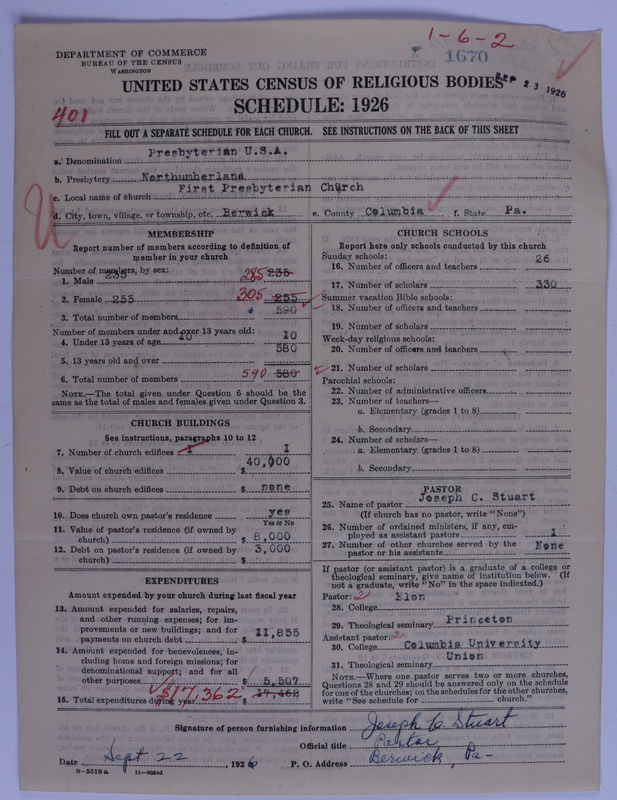 1-6-2
1670
DEPARTMENT OF COMMERCE
BUREAU OF THE CENSUS
WASHINGTON
UNITED STATES CENSUS OF RELIGIOUS BODIES
SEP 23 1926
SCHEDULE: 1926
401
FILL OUT A SEPARATE SCHEDULE FOR EACH CHURCH. SEE INSTRUCTIONS ON THE BACK OF THIS SHEET
a. Denomination Presbyterian U.S.A.
b. Presbytery Northumberland
c. Local name of church First Presbyterian Church
d. City, town, village, or township, etc. Berwick e. County Columbia f. State Pa.
MEMBERSHIP
Report number of members according to definition of member in your church
Number of members, by sex:
1. Male 235 285 235
2. Female 255 305 255
3. Total number of members 590
Number of members under and over 13 years old:
4. Under 13 years of age 10 10
5. 13 years old and over 580
6. Total number of members 590 580
NOTE.—The total given under Question 6 should be the same as the total of males and females given under Question 3.
CHURCH BUILDINGS
See instructions, paragraphs 10 to 12
7. Number of church edifices 1 1
8. Value of church edifices $ 40,000
9. Debt on church edifices $ none
10. Does church own pastor's residence yes
Yes or No
11. Value of pastor's residence (if owned by church) $ 8,000
12. Debt on pastor's residence (if owned by church) $ 3,000
EXPENDITURES
Amount expended by your church during last fiscal year
13. Amount expended for salaries, repairs, and other running expenses; for improvements or new buildings; and for payments on church debt $ 11,855
14. Amount expended for benevolences, including home and foreign missions; for denominational support; and for all other purposes $ 5,507
15. Total expenditures during year $17,362 $ 17,462
CHURCH SCHOOLS
Report here only schools conducted by this church
Sunday schools:
16. Number of officers and teachers 26
17. Number of scholars 330
Summer vacation Bible schools:
18. Number of officers and teachers
19. Number of scholars
Week-day religious schools:
20. Number of officers and teachers
21. Number of scholars
Parochial schools:
22. Number of administrative officers
23. Number of teachers—
a. Elementary (grades 1 to 8)
b. Secondary
24. Number of scholars—
a. Elementary (grades 1 to 8)
b. Secondary
PASTOR
25. Name of pastor Joseph C. Stuart
(If church has no pastor, write "None")
26. Number of ordained ministers, if any, employed as assistant pastors 1
27. Number of other churches served by the pastor or his assistants None
If pastor (or assistant pastor) is a graduate of a college or theological seminary, give name of institution below. (If not a graduate, write "No" in the space indicated.)
Pastor: 2
28. College Elon
29. Theological seminary Princeton
Assistant pastor: 2
30. College Columbia University
31. Theological seminary Union
NOTE.—Where one pastor serves two or more churches, Questions 28 and 29 should be answered only on the schedule for one of the churches; on the schedules for the other churches, write "See schedule for church."
Signature of person furnishing information Joseph C Stuart
Official title Pastor
Date Sept 22, 1926 P. O. Address Berwick, Pa-
8-5518a